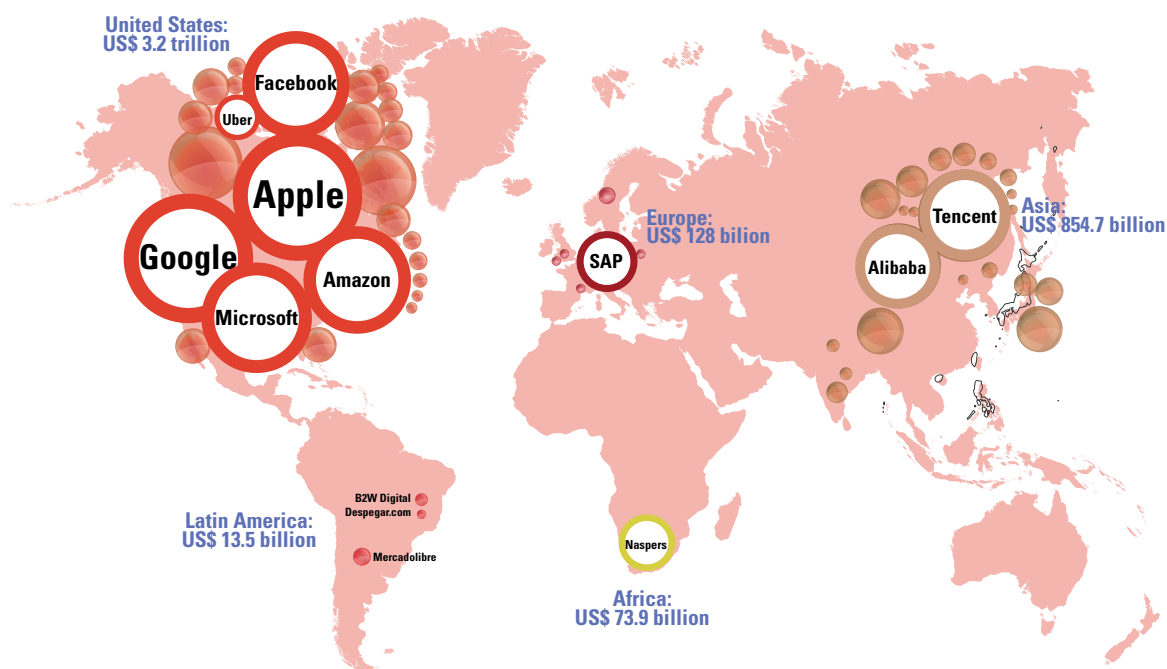 United States:
US$ 3.2 trillion
Facebook
Uber
Apple
Google
Amazon
Microsoft
Europe:
US$ 128 bilion
SAP
Tencent
Asia:
US$ 854.7 billion
Alibaba
B2W Digital
Despegar.com
Latin America:
US$ 13.5 billion
Mercadolibre
Naspers
Africa:
US$ 73.9 billion